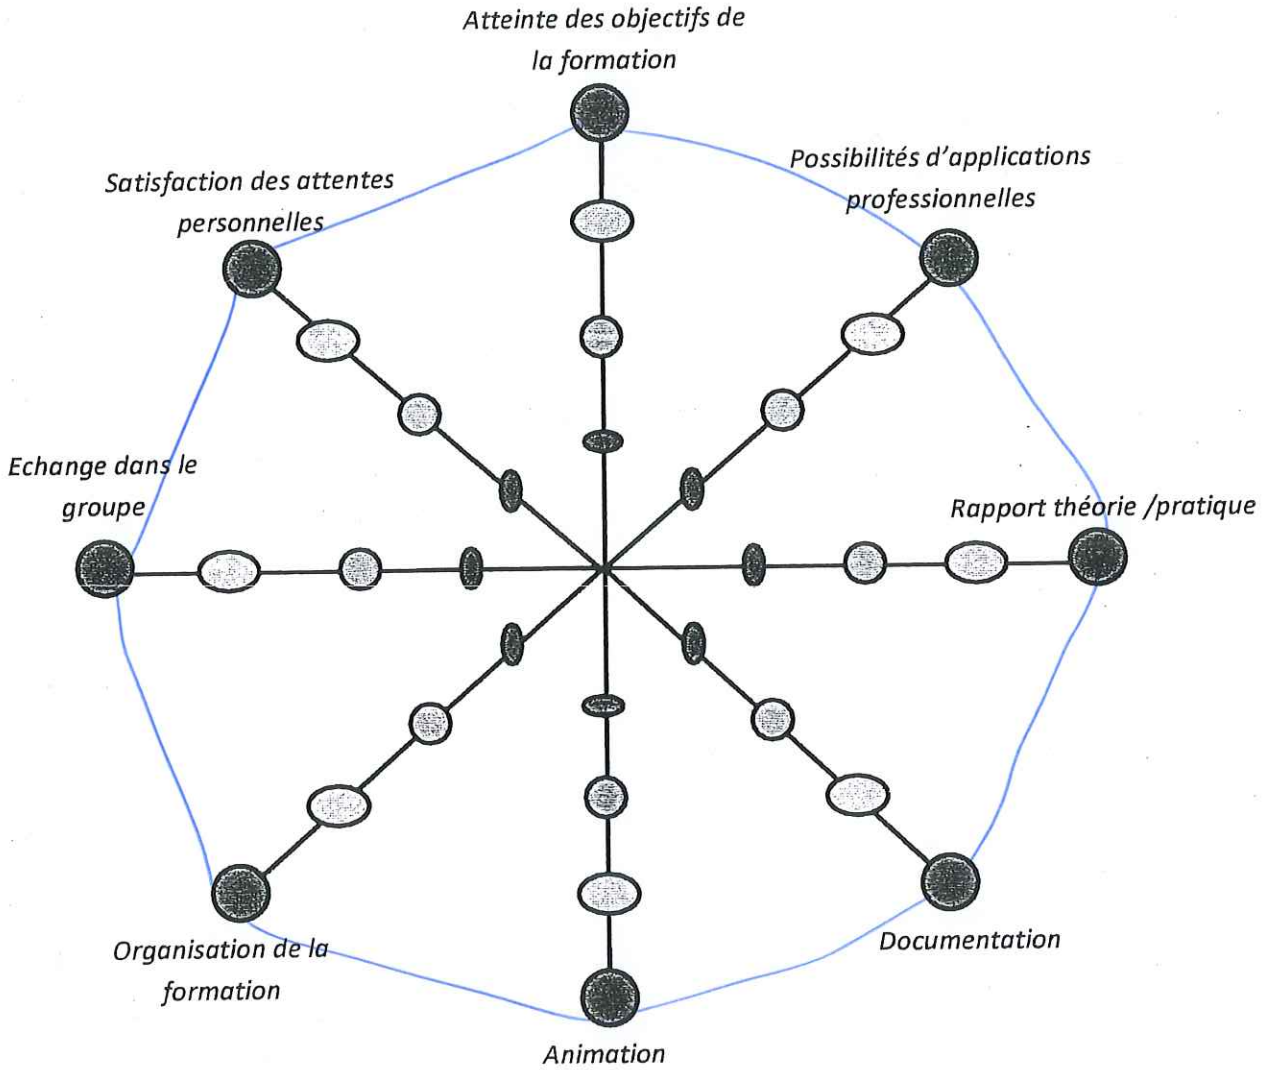 Atteinte des objectifs de
la formation
Possibilités d'applications
professionnelles
Satisfaction des attentes
personnelles
Echange dans le
groupe
Rapport théorie /pratique
Organisation de la
formation
Documentation
Animation